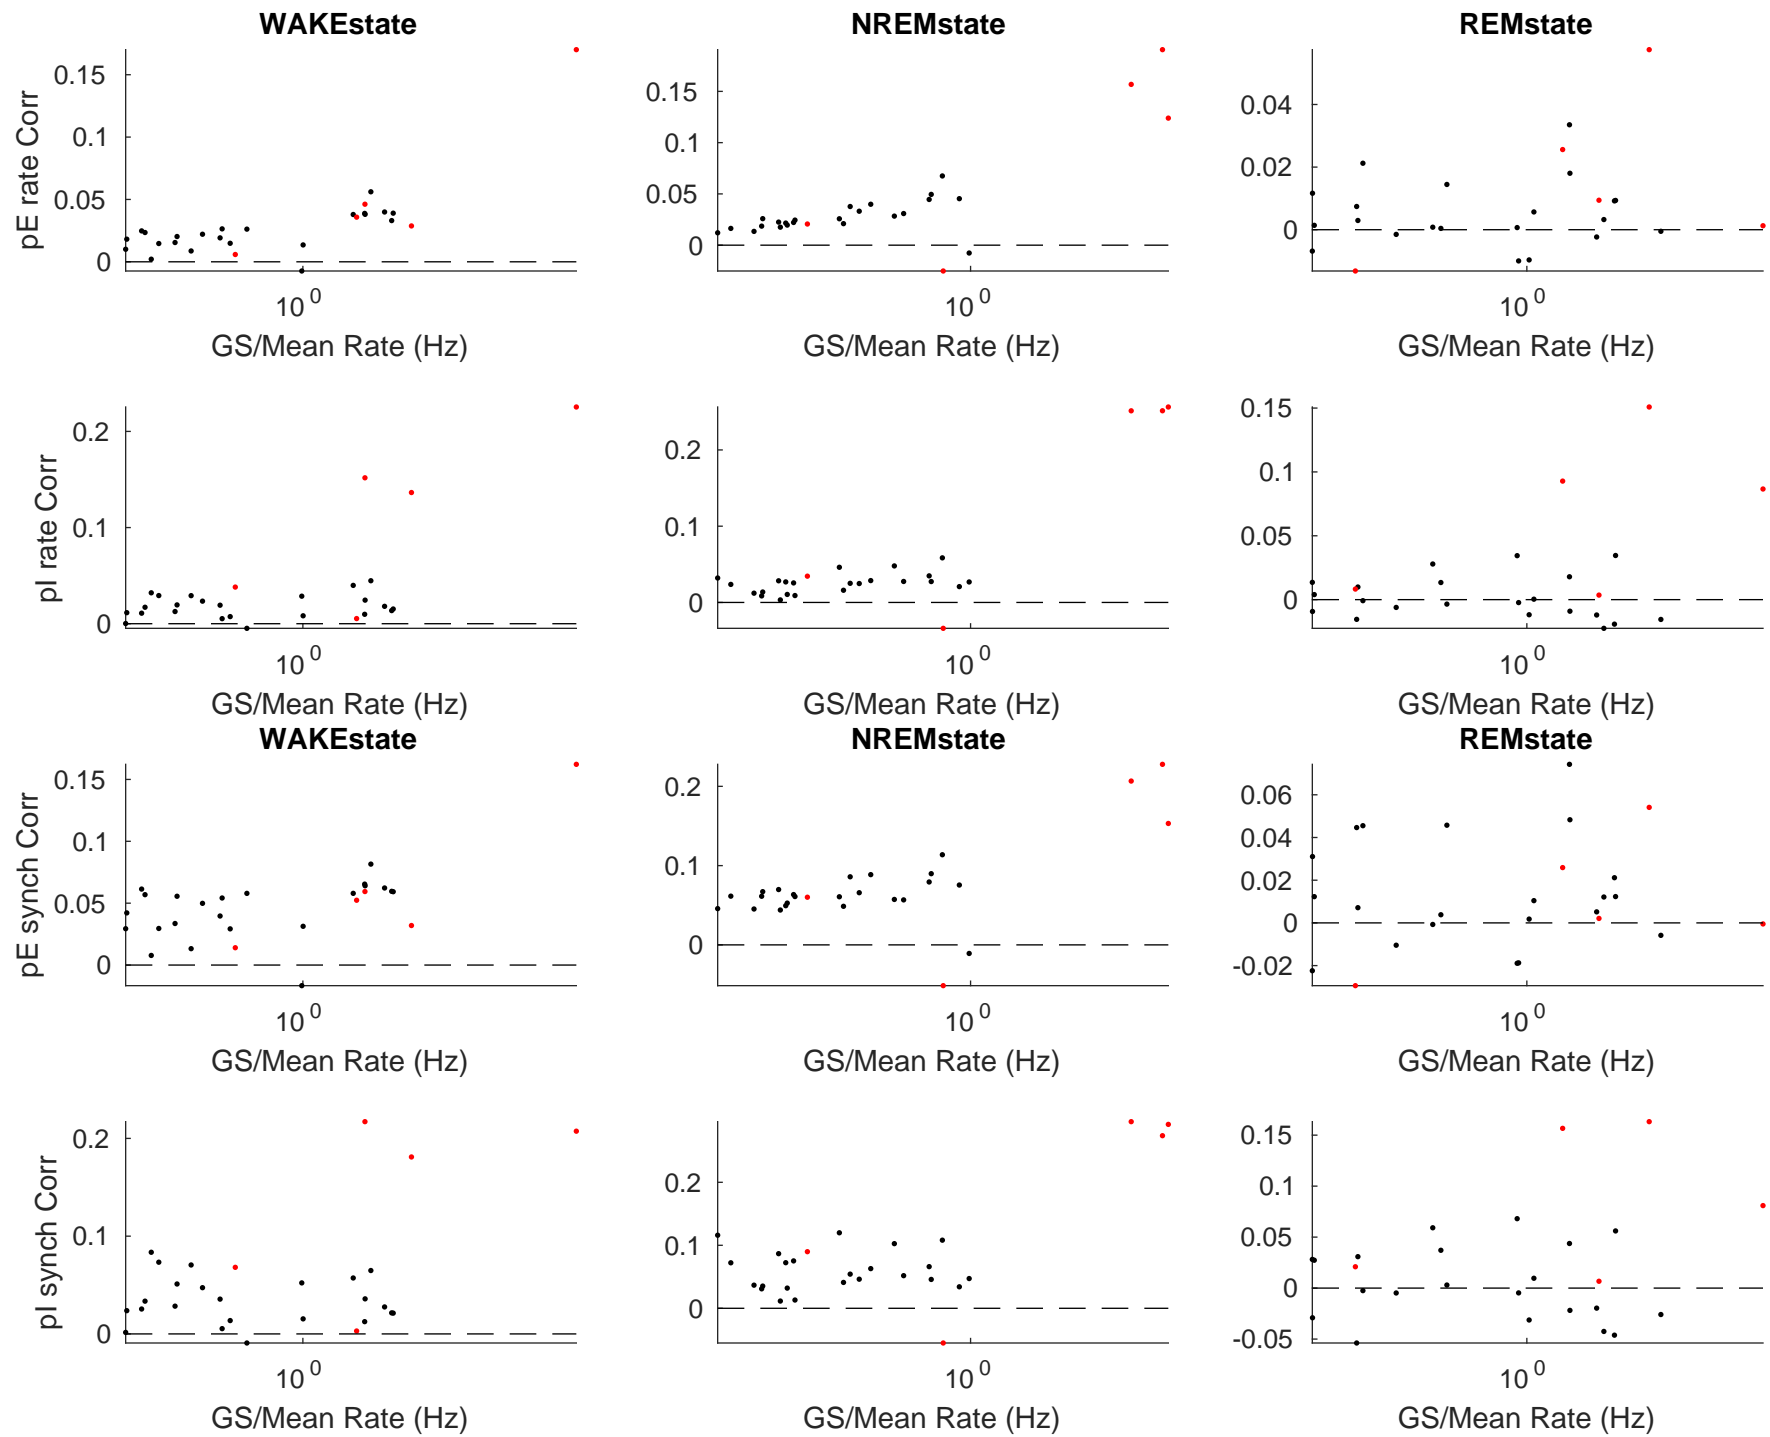 WAKEstate NREMstate REMstate
pE rate Corr
0.15 0.1 0.05 0
0.15 0.1 0.05 0
0.04 0.02 0
10^0 10^0 10^0
GS/Mean Rate (Hz) GS/Mean Rate (Hz) GS/Mean Rate (Hz)
pI rate Corr
0.2 0.1 0
0.2 0.1 0
0.15 0.1 0.05 0
10^0 10^0 10^0
GS/Mean Rate (Hz) GS/Mean Rate (Hz) GS/Mean Rate (Hz)
WAKEstate NREMstate REMstate
pE synch Corr
0.15 0.1 0.05 0
0.2 0.1 0
0.06 0.04 0.02 0 -0.02
10^0 10^0 10^0
GS/Mean Rate (Hz) GS/Mean Rate (Hz) GS/Mean Rate (Hz)
pI synch Corr
0.2 0.1 0
0.2 0.1 0
0.15 0.1 0.05 0 -0.05
10^0 10^0 10^0
GS/Mean Rate (Hz) GS/Mean Rate (Hz) GS/Mean Rate (Hz)